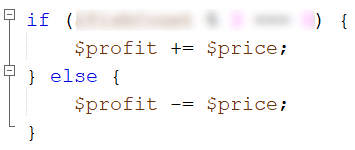 if (       ) {
    $profit += $price;
} else {
    $profit -= $price;
}